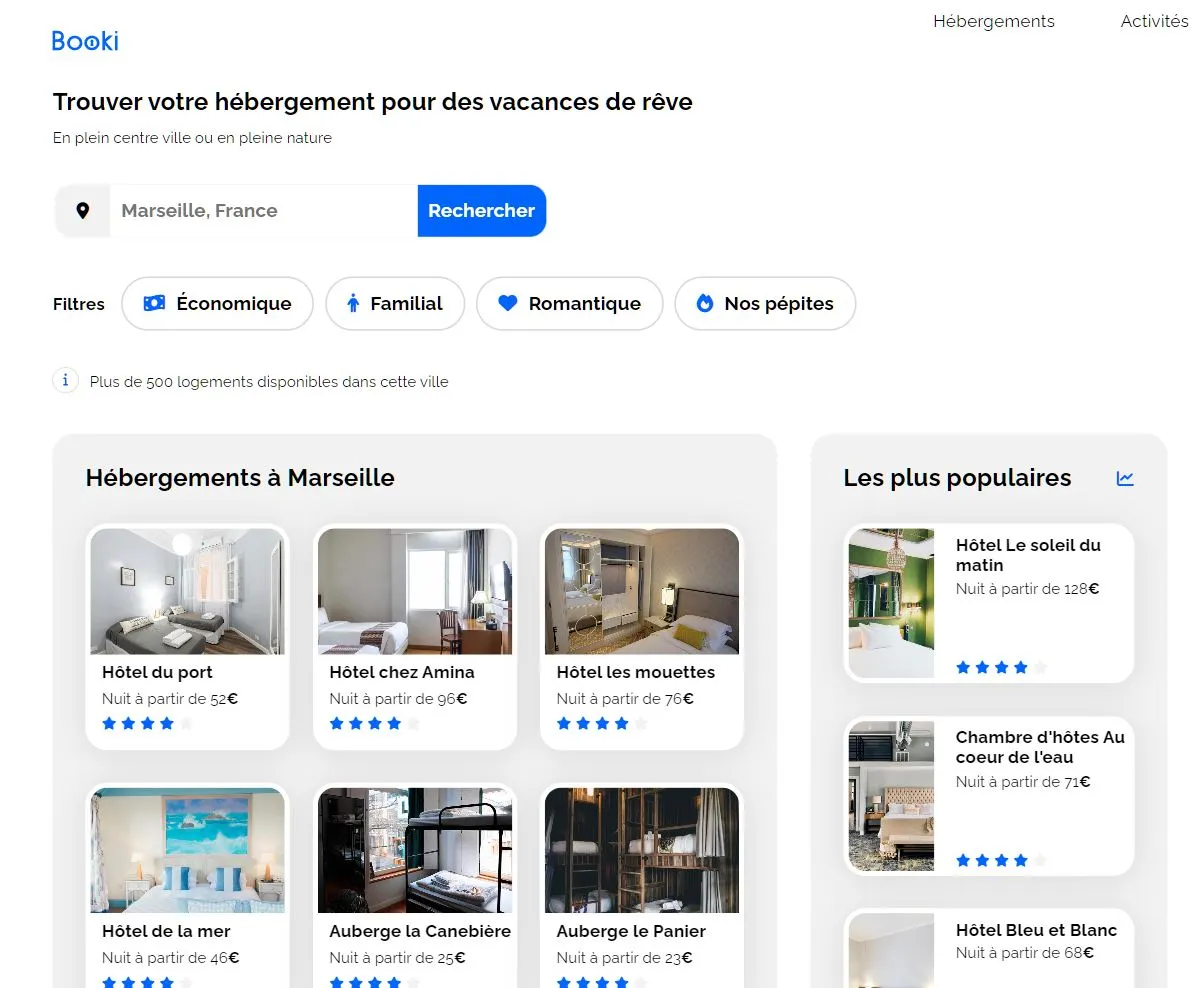 Hébergements Activités
Booki
Trouver votre hébergement pour des vacances de rêve
En plein centre ville ou en pleine nature
Marseille, France Rechercher
Filtres Économique Familial Romantique Nos pépites
Plus de 500 logements disponibles dans cette ville
Hébergements à Marseille
Hôtel du port
Nuit à partir de 52€
Hôtel chez Amina
Nuit à partir de 96€
Hôtel les mouettes
Nuit à partir de 76€
Hôtel de la mer
Nuit à partir de 46€
Auberge la Canebière
Nuit à partir de 25€
Auberge le Panier
Nuit à partir de 23€
Les plus populaires
Hôtel Le soleil du
matin
Nuit à partir de 128€
Chambre d'hôtes Au
coeur de l'eau
Nuit à partir de 71€
Hôtel Bleu et Blanc
Nuit à partir de 68€